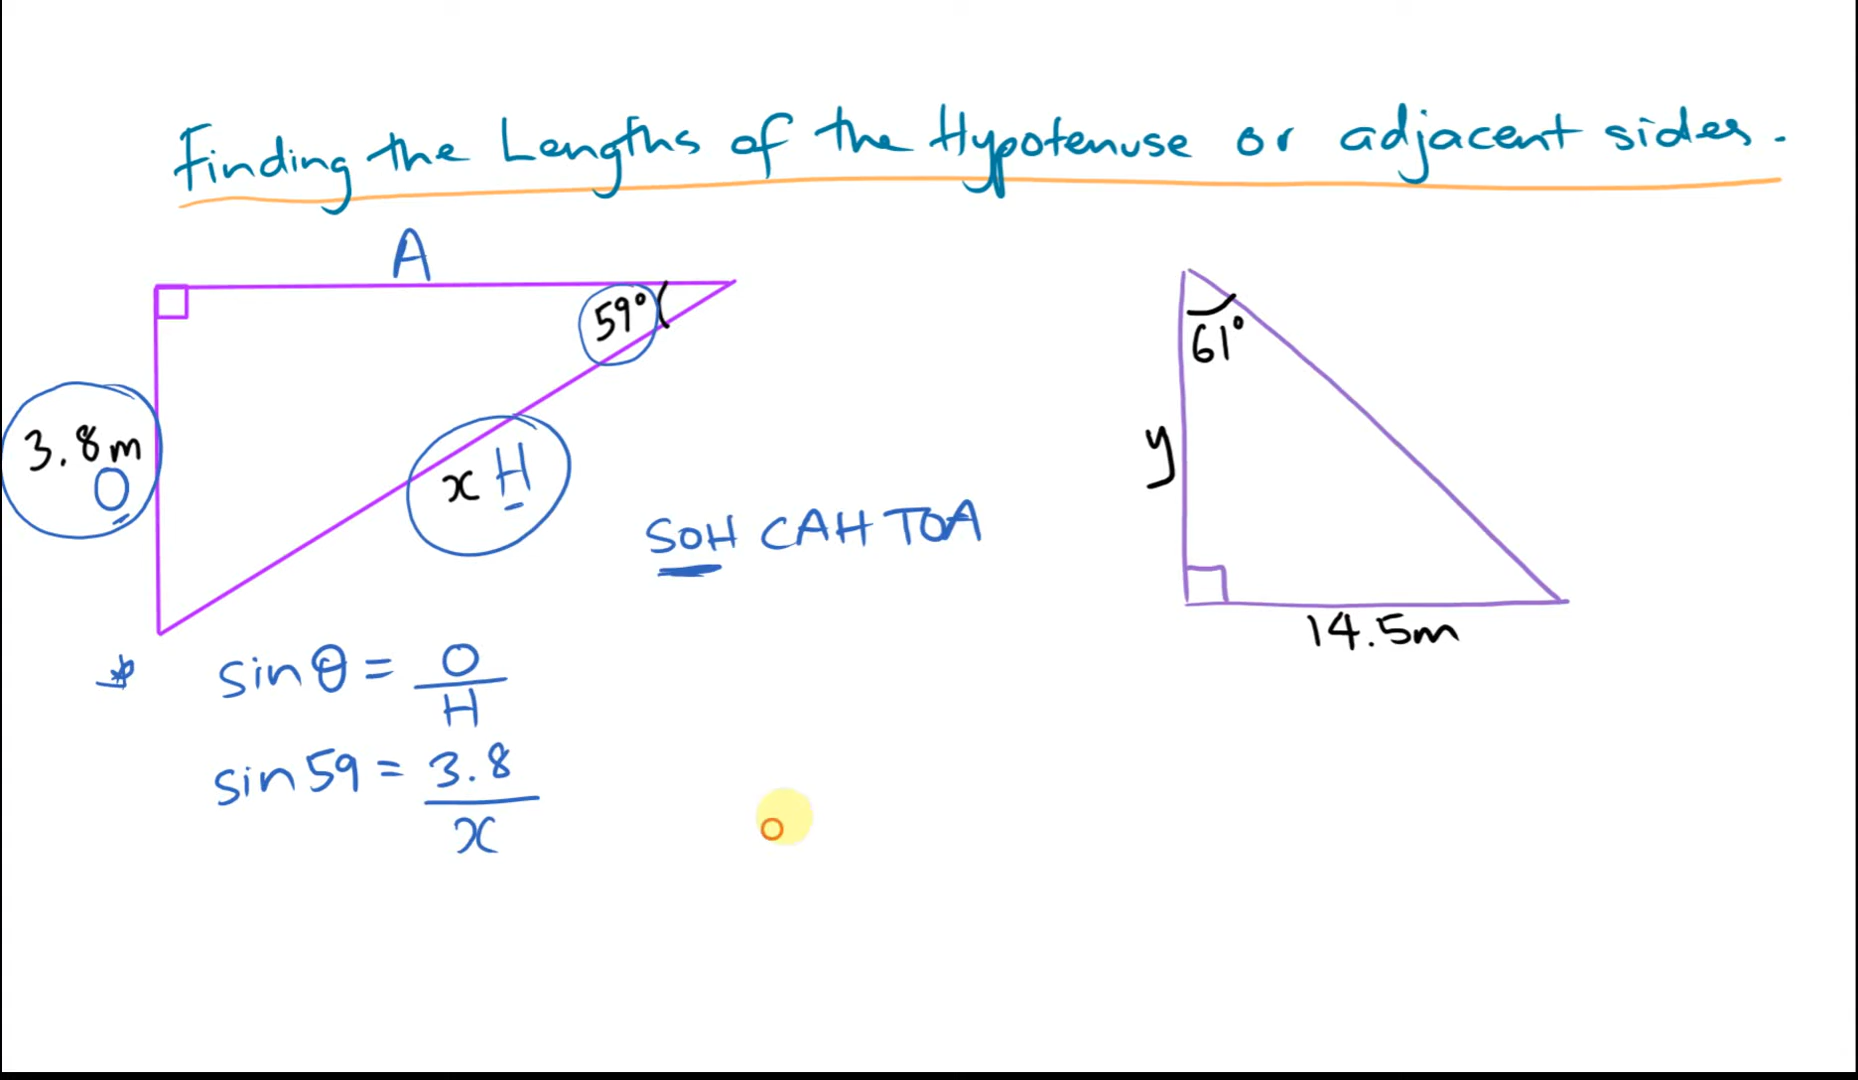 Finding the Lengths of the Hypotenuse or adjacent sides.
A
59°
3.8m
O
x H
SOH CAH TOA
61°
y
14.5m
* sin θ = O/H
sin 59 = 3.8/x